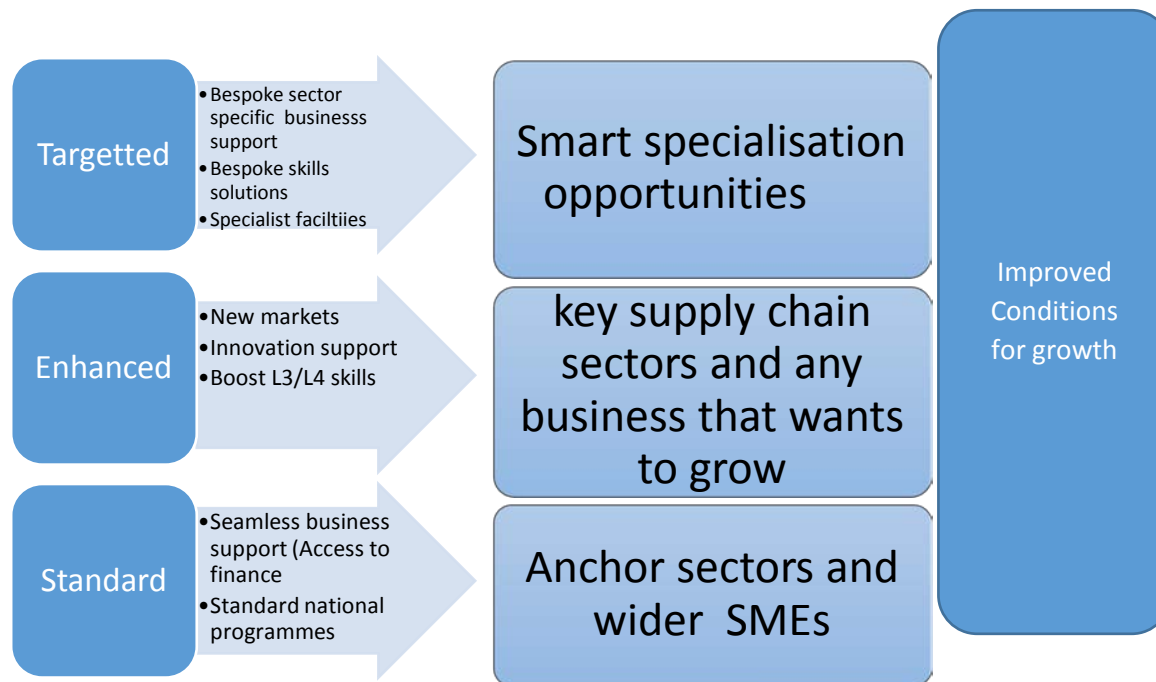 Targetted
•Bespoke sector
specific businesss
support
•Bespoke skills
solutions
•Specialist faciltiies
Smart specialisation
opportunities
Enhanced
•New markets
•Innovation support
•Boost L3/L4 skills
key supply chain
sectors and any
business that wants
to grow
Standard
•Seamless business
support (Access to
finance
•Standard national
programmes
Anchor sectors and
wider SMEs
Improved
Conditions
for growth